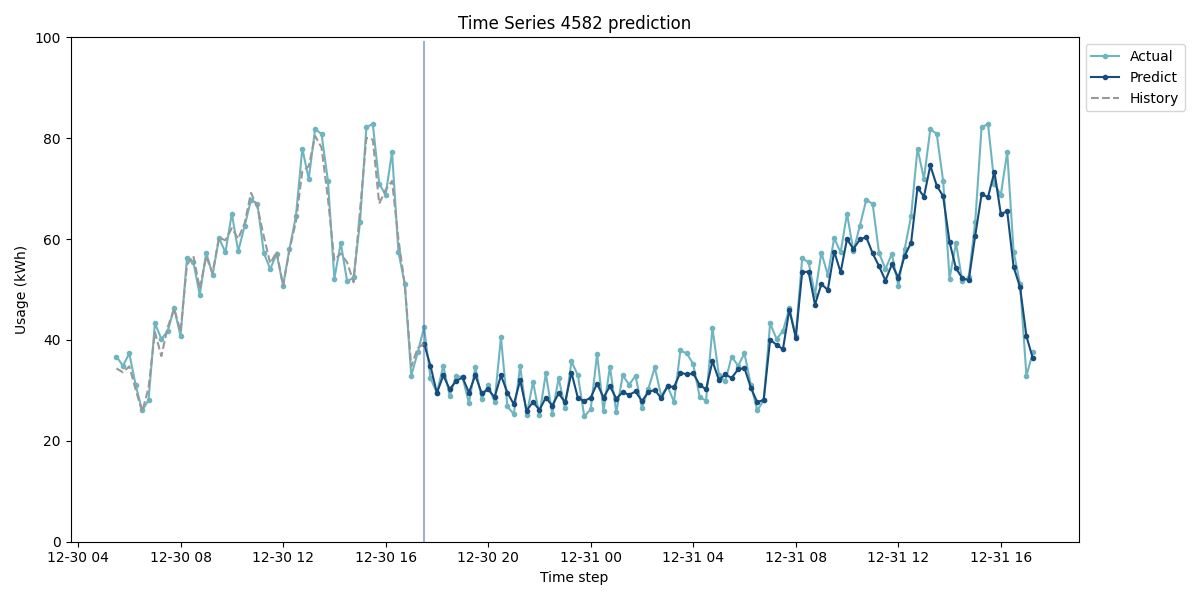 Time Series 4582 prediction
Usage (kWh)
100
80
60
40
20
0
12-30 04
12-30 08
12-30 12
12-30 16
12-30 20
12-31 00
12-31 04
12-31 08
12-31 12
12-31 16
Time step
Actual
Predict
History